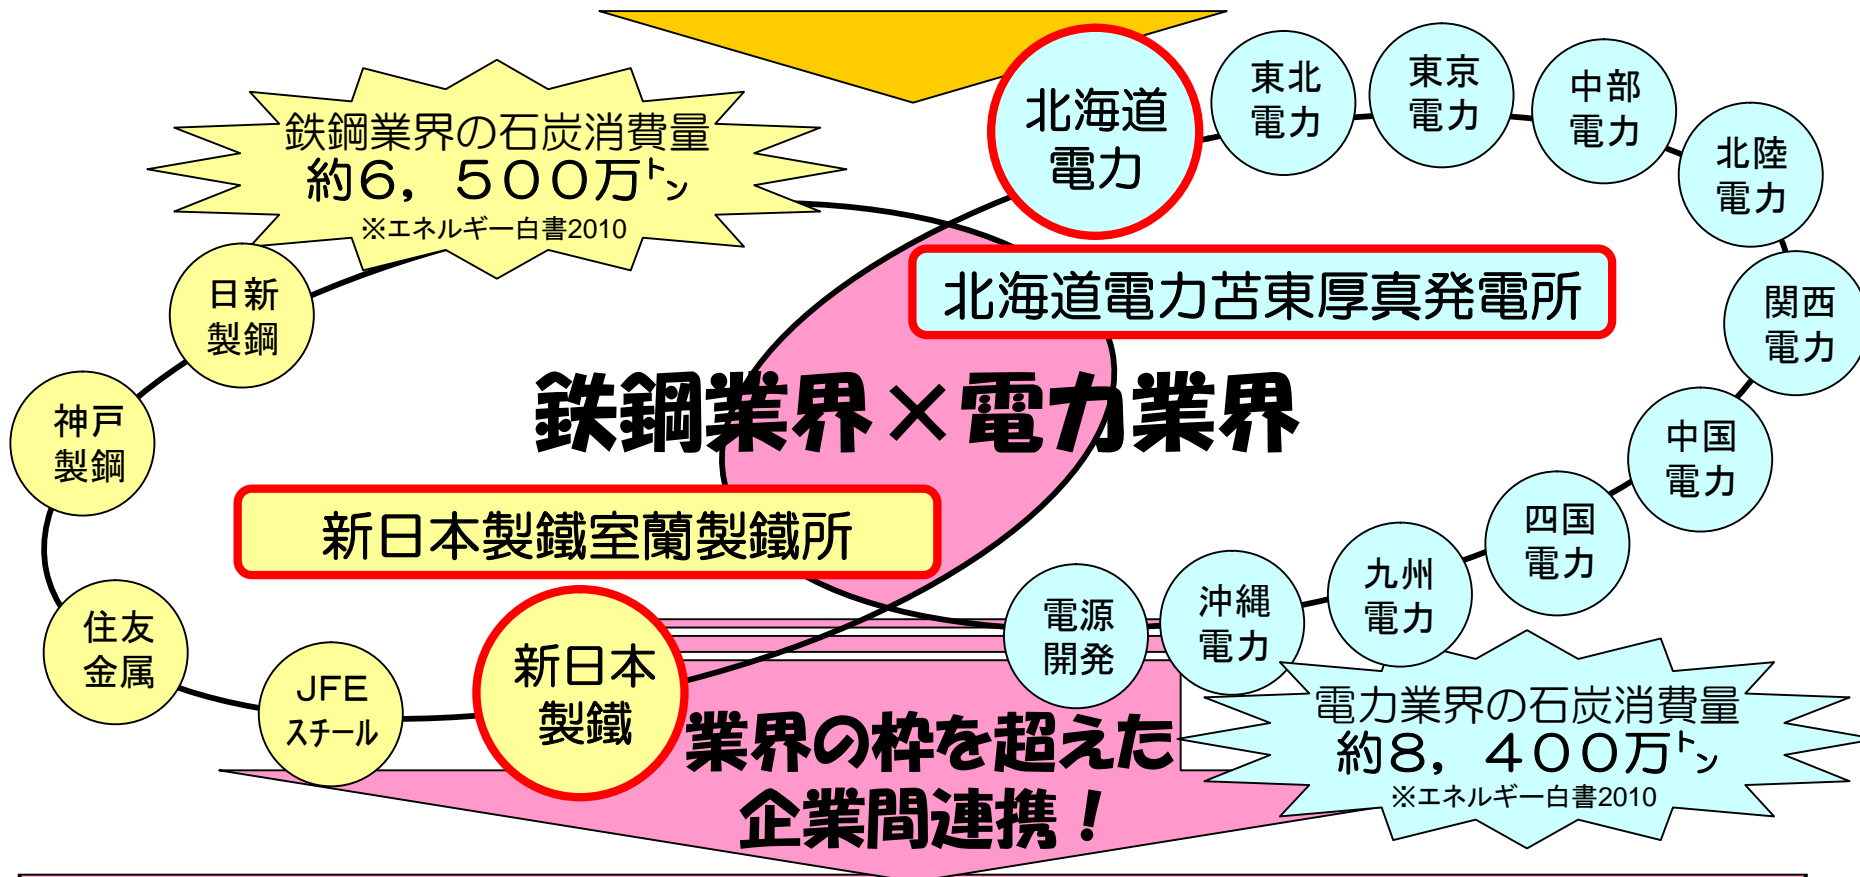 鉄鋼業界の石炭消費量
約6，500万㌧
※エネルギー白書2010
北海道
電力
東北
電力
東京
電力
中部
電力
北陸
電力
関西
電力
中国
電力
四国
電力
九州
電力
沖縄
電力
電源
開発
北海道電力苫東厚真発電所
鉄鋼業界×電力業界
日新
製鋼
神戸
製鋼
住友
金属
JFE
スチール
新日本
製鐵
新日本製鐵室蘭製鐵所
業界の枠を超えた
企業間連携！
電力業界の石炭消費量
約8，400万㌧
※エネルギー白書2010